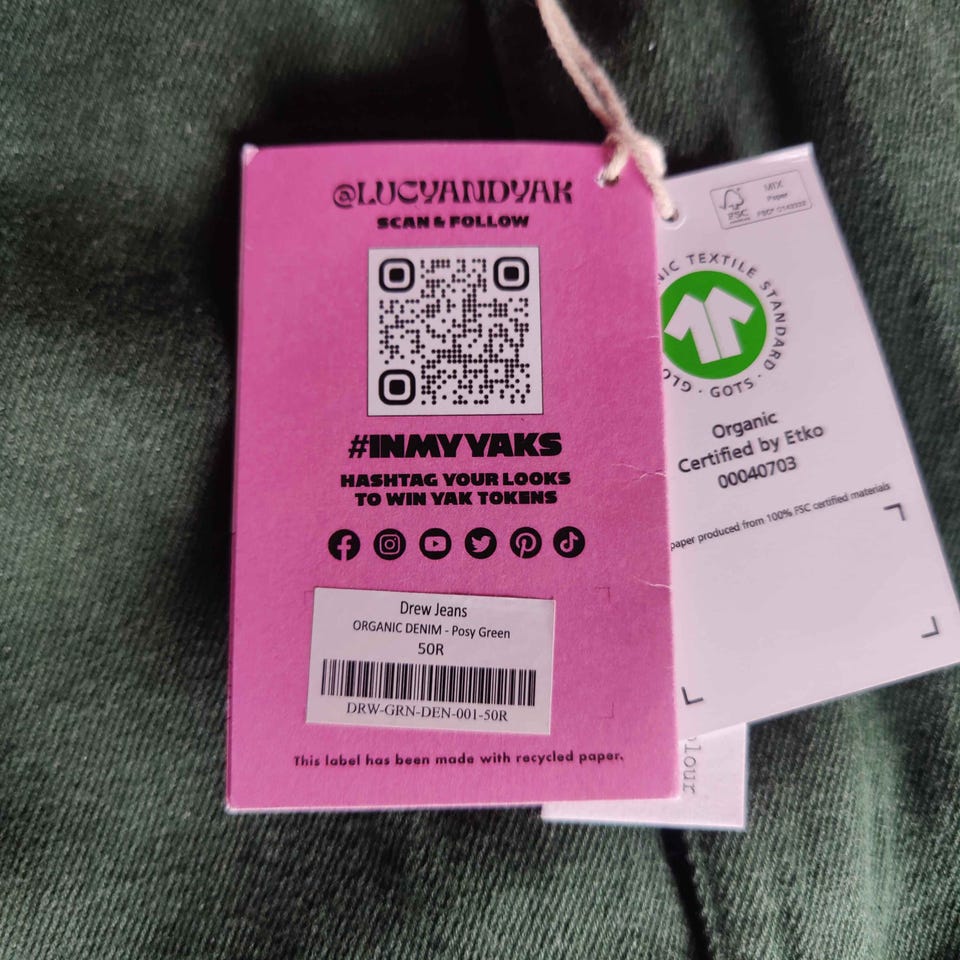 @LUCYANDYAK
SCAN & FOLLOW
#INMYYAKS
HASHTAG YOUR LOOKS
TO WIN YAK TOKENS
Drew Jeans
ORGANIC DENIM - Posy Green
50R
DRW-GRN-DEN-001-50R
This label has been made with recycled paper.
FSC
MIX
Paper
NIC TEXTILE STANDARD · GOTS · GLO
Organic
Certified by Etko
00040703
paper produced from 100% FSC certified materials
lour